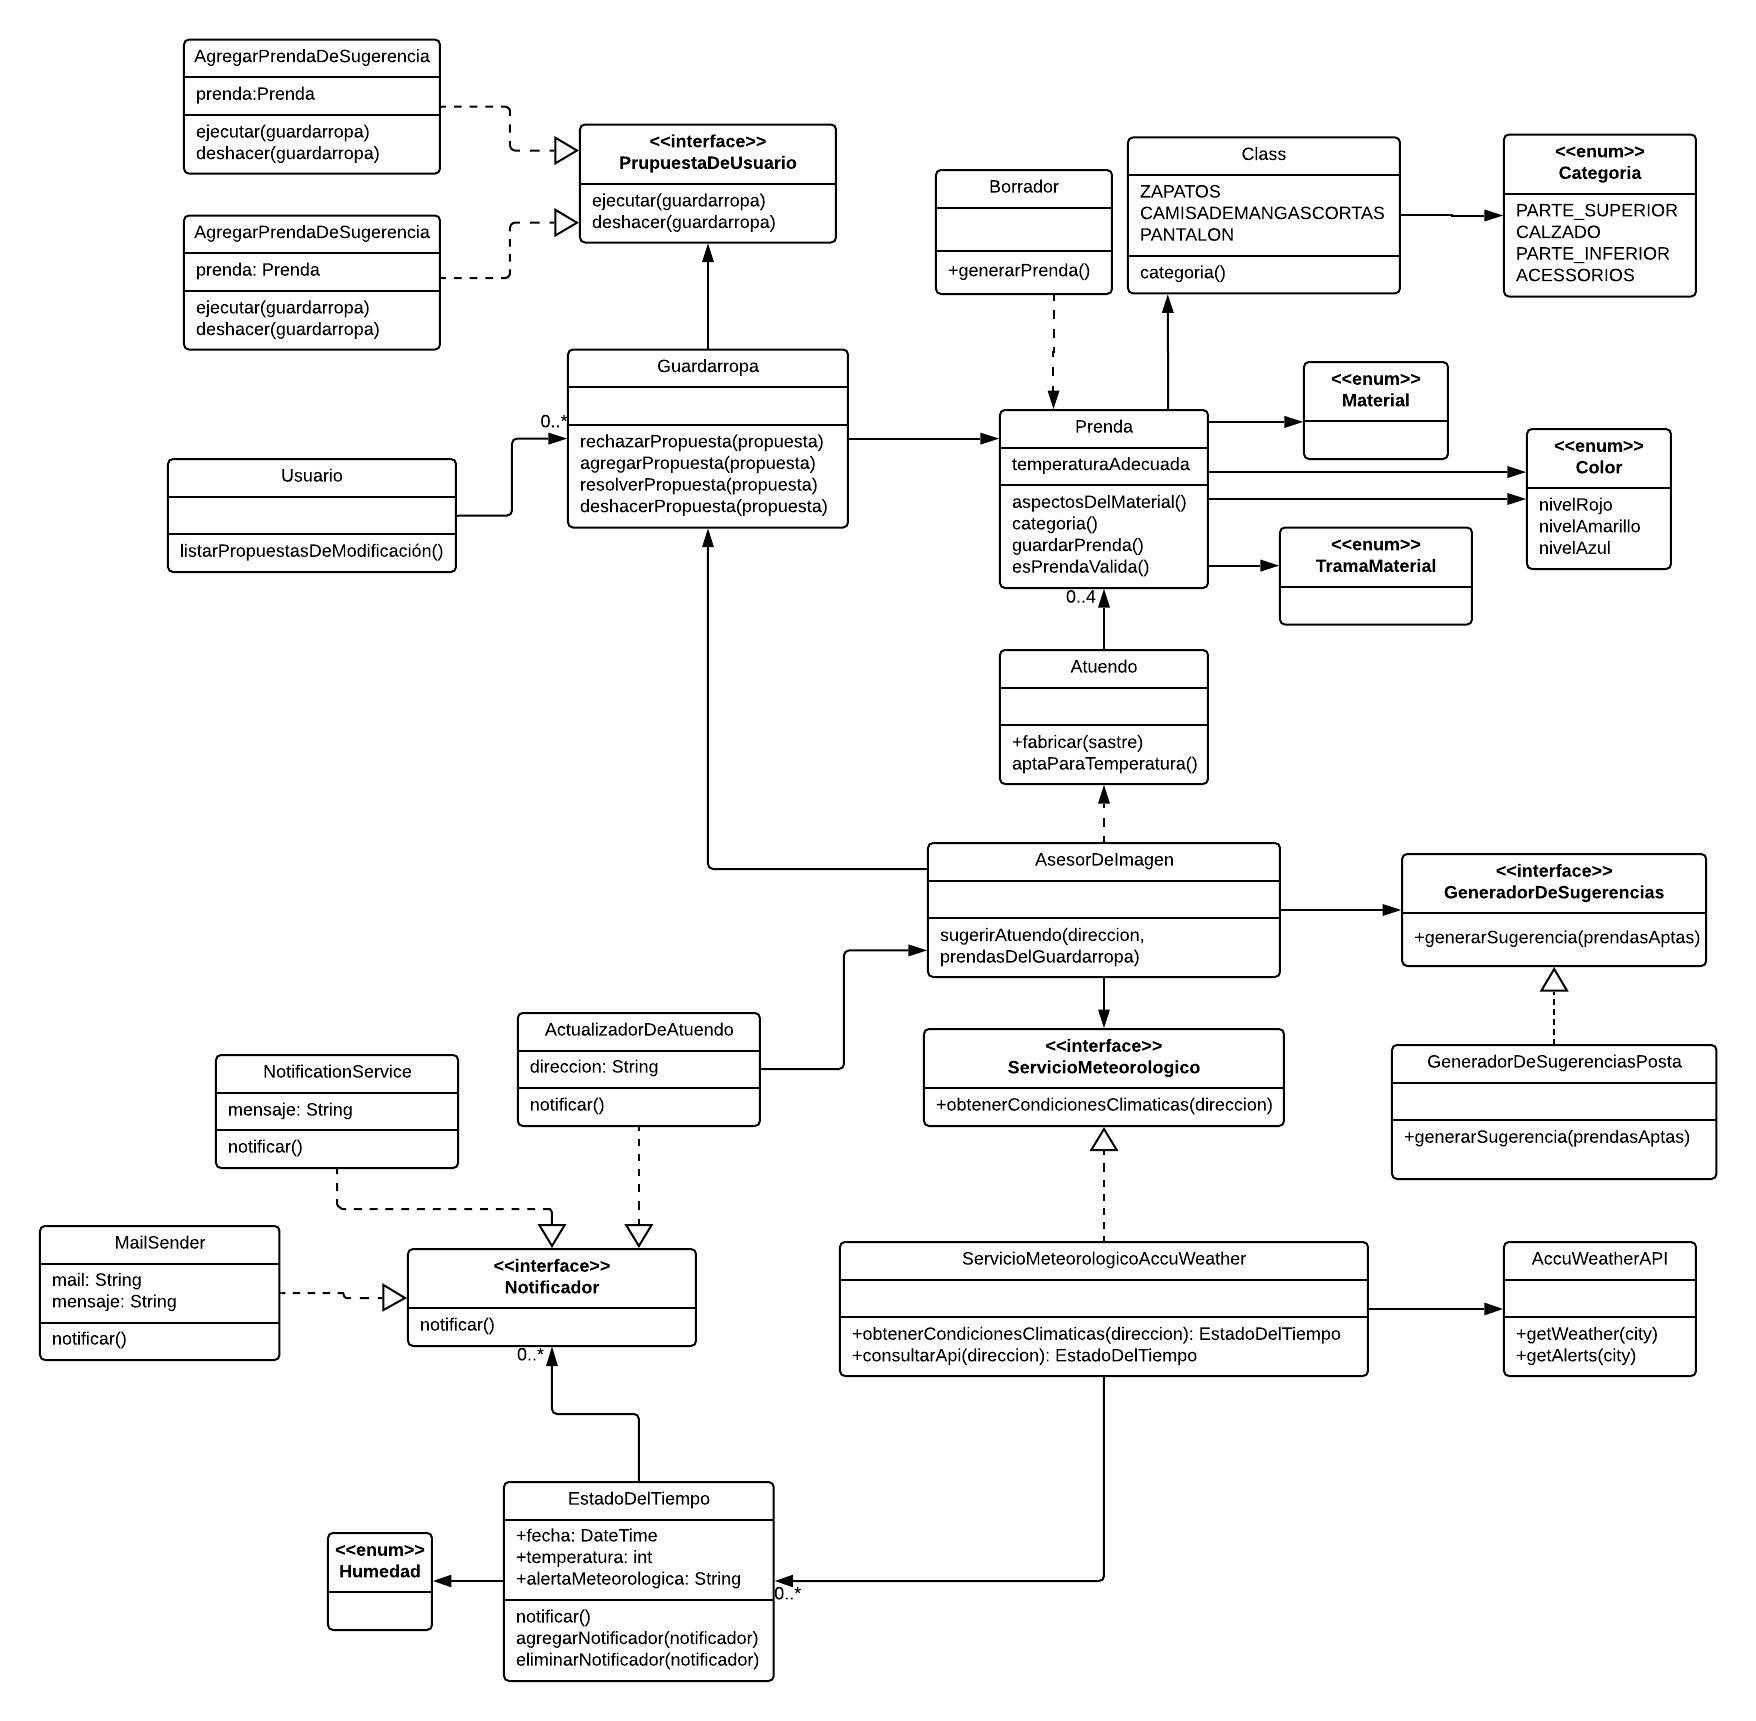 AgregarPrendaDeSugerencia
prenda:Prenda
ejecutar(guardarropa)
deshacer(guardarropa)
<<interface>>
PrupuestaDeUsuario
ejecutar(guardarropa)
deshacer(guardarropa)
AgregarPrendaDeSugerencia
prenda: Prenda
ejecutar(guardarropa)
deshacer(guardarropa)
Borrador
+generarPrenda()
Class
ZAPATOS
CAMISADEMANGASCORTAS
PANTALON
categoria()
<<enum>>
Categoria
PARTE_SUPERIOR
CALZADO
PARTE_INFERIOR
ACESSORIOS
Guardarropa
rechazarPropuesta(propuesta)
agregarPropuesta(propuesta)
resolverPropuesta(propuesta)
deshacerPropuesta(propuesta)
0..*
Usuario
listarPropuestasDeModificación()
Prenda
temperaturaAdecuada
aspectosDelMaterial()
categoria()
guardarPrenda()
esPrendaValida()
<<enum>>
Material
<<enum>>
Color
nivelRojo
nivelAmarillo
nivelAzul
<<enum>>
TramaMaterial
0..4
Atuendo
+fabricar(sastre)
aptaParaTemperatura()
AsesorDeImagen
sugerirAtuendo(direccion,
prendasDelGuardarropa)
<<interface>>
GeneradorDeSugerencias
+generarSugerencia(prendasAptas)
ActualizadorDeAtuendo
direccion: String
notificar()
<<interface>>
ServicioMeteorologico
+obtenerCondicionesClimaticas(direccion)
GeneradorDeSugerenciasPosta
+generarSugerencia(prendasAptas)
NotificationService
mensaje: String
notificar()
MailSender
mail: String
mensaje: String
notificar()
<<interface>>
Notificador
notificar()
0..*
ServicioMeteorologicoAccuWeather
+obtenerCondicionesClimaticas(direccion): EstadoDelTiempo
+consultarApi(direccion): EstadoDelTiempo
AccuWeatherAPI
+getWeather(city)
+getAlerts(city)
EstadoDelTiempo
+fecha: DateTime
+temperatura: int
+alertaMeteorologica: String
notificar()
agregarNotificador(notificador)
eliminarNotificador(notificador)
0..*
<<enum>>
Humedad